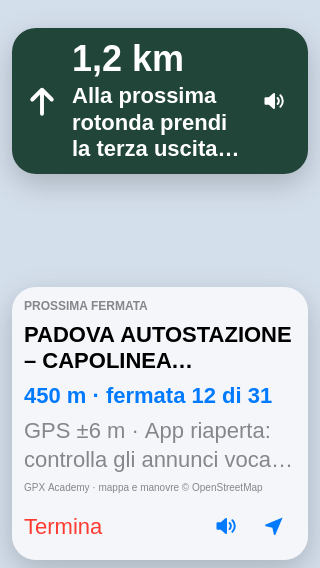 1,2 km
Alla prossima
rotonda prendi
la terza uscita…
PROSSIMA FERMATA
PADOVA AUTOSTAZIONE
– CAPOLINEA…
450 m · fermata 12 di 31
GPS ±6 m · App riaperta:
controlla gli annunci voca…
GPX Academy · mappa e manovre © OpenStreetMap
Termina